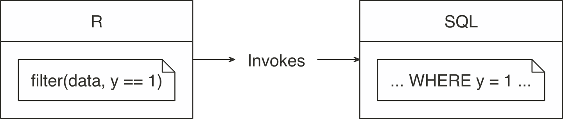 R
filter(data, y == 1)
Invokes
SQL
... WHERE y = 1 ...